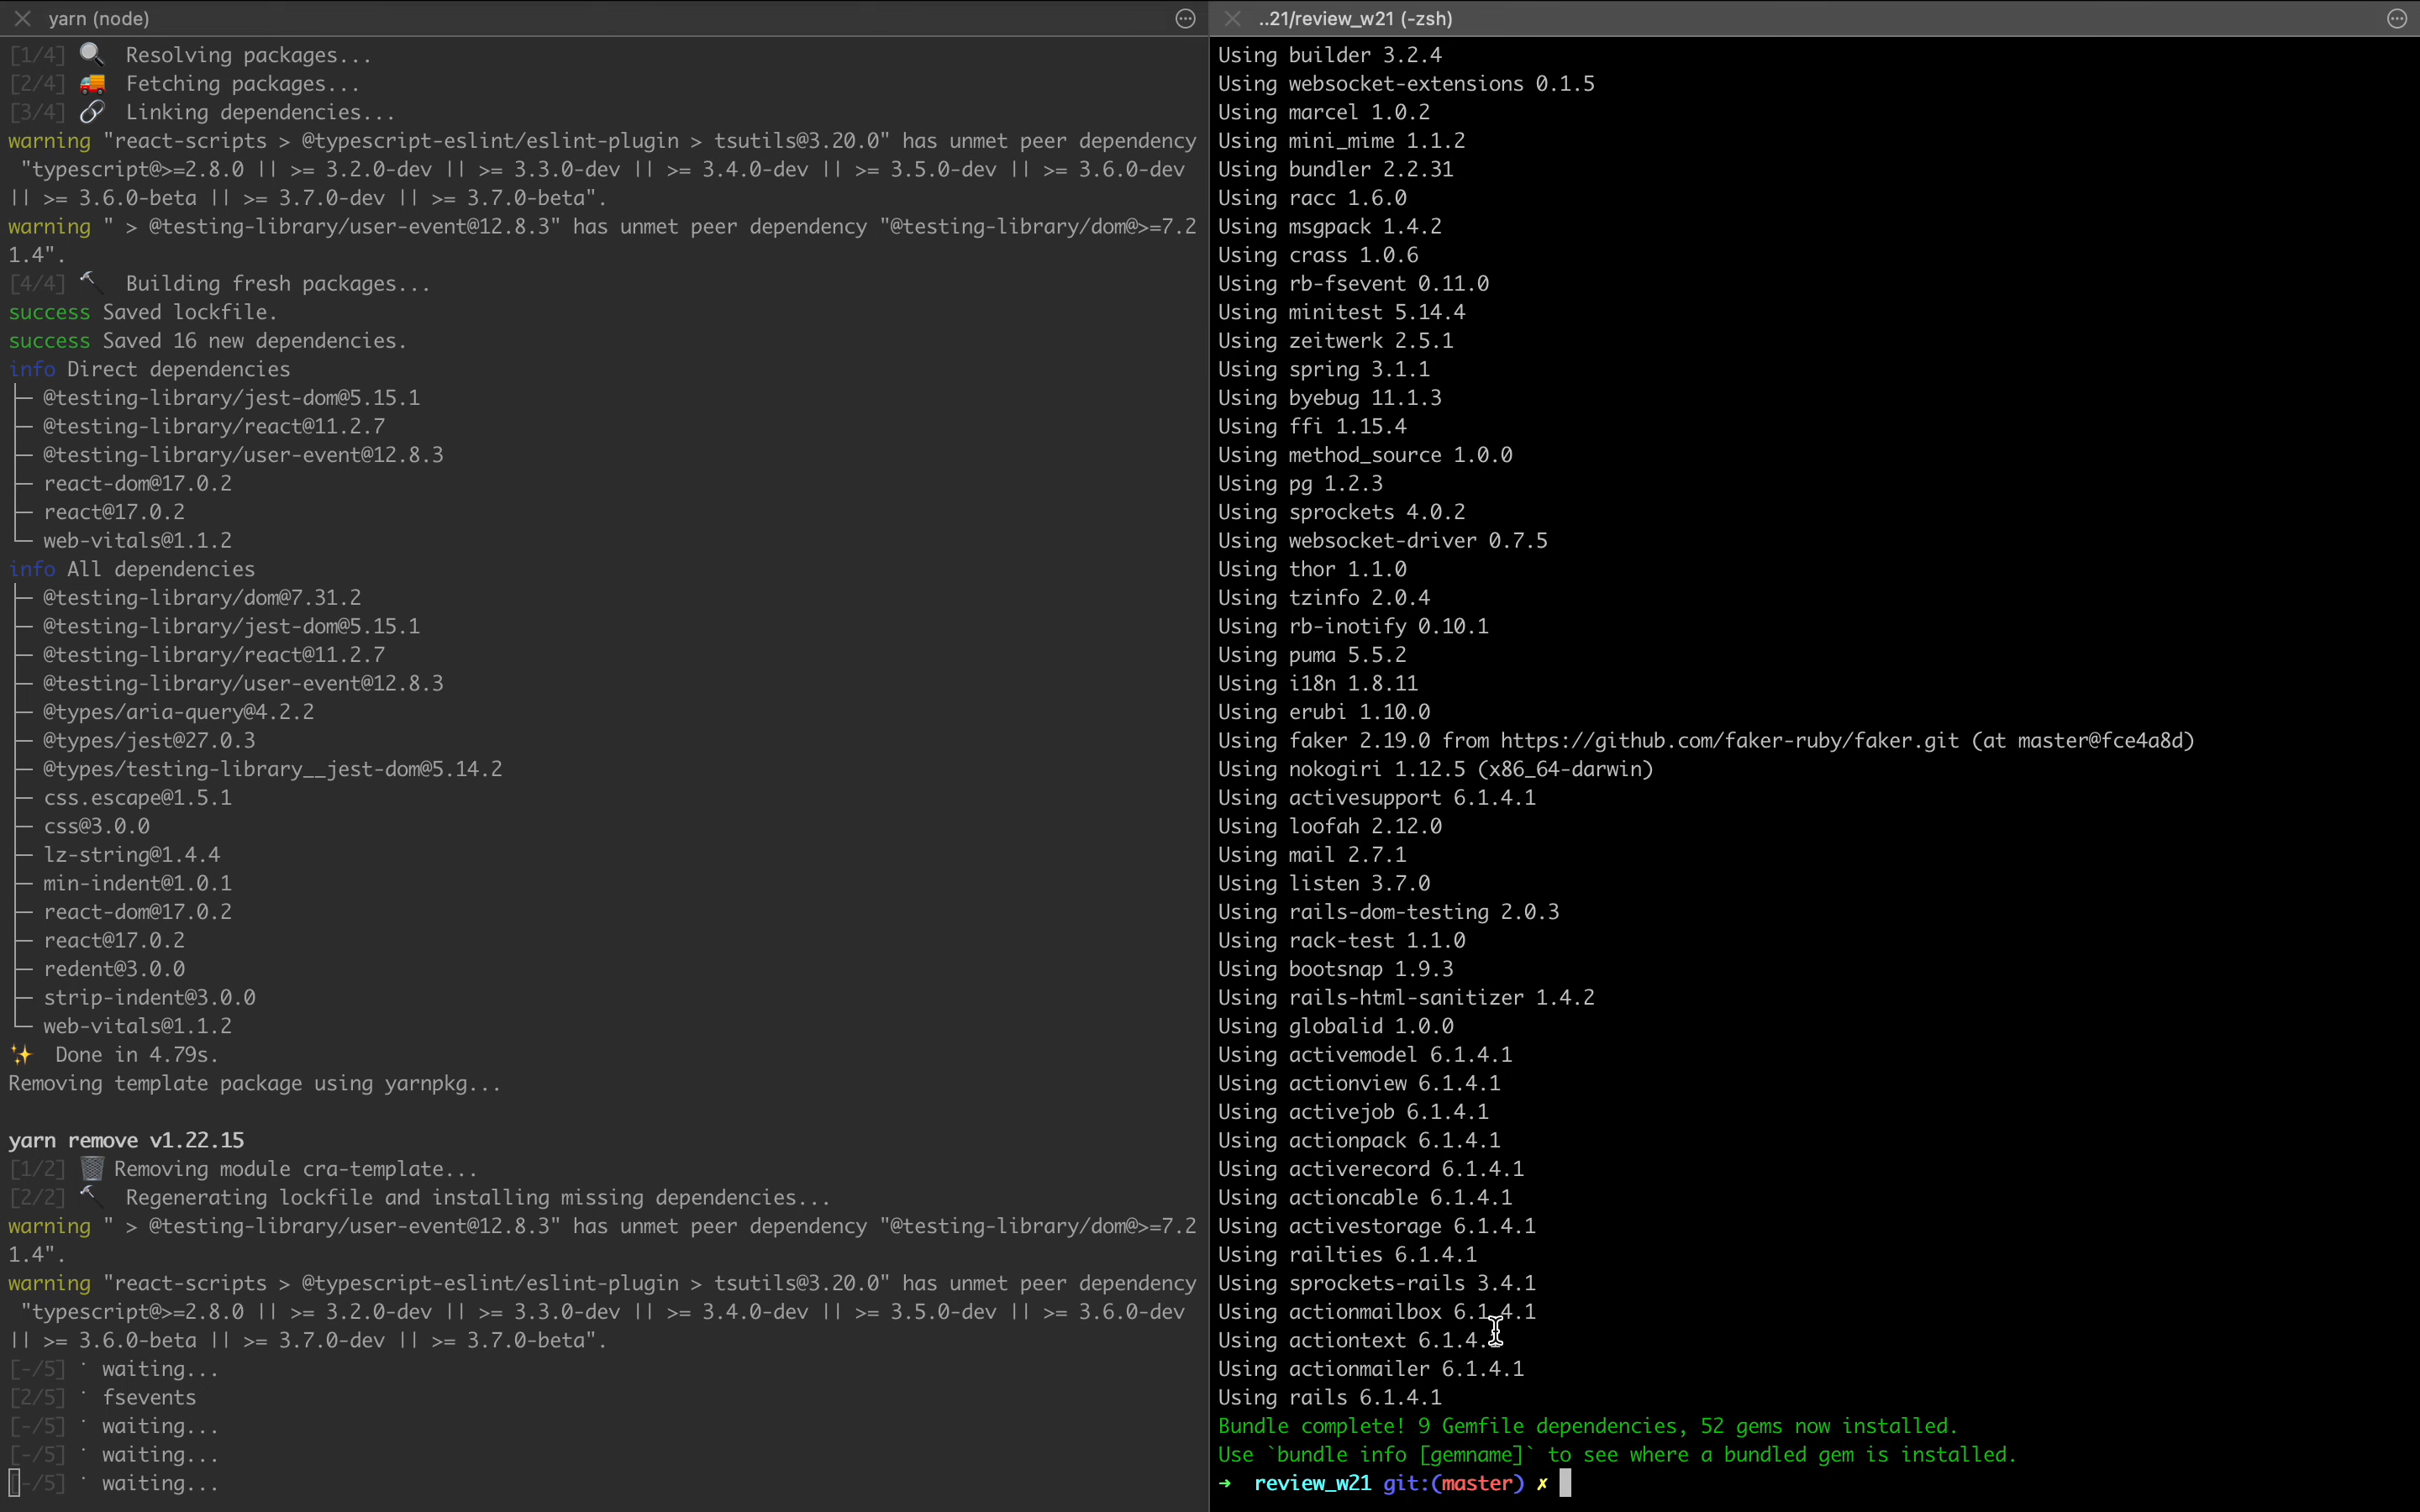 yarn (node)
[1/4] 🔍 Resolving packages...
[2/4] 🚚 Fetching packages...
[3/4] 🔗 Linking dependencies...
warning "react-scripts > @typescript-eslint/eslint-plugin > tsutils@3.20.0" has unmet peer dependency
"typescript@>=2.8.0 || >= 3.2.0-dev || >= 3.3.0-dev || >= 3.4.0-dev || >= 3.5.0-dev || >= 3.6.0-dev
|| >= 3.6.0-beta || >= 3.7.0-dev || >= 3.7.0-beta".
warning " > @testing-library/user-event@12.8.3" has unmet peer dependency "@testing-library/dom@>=7.2
1.4".
[4/4] 🔨 Building fresh packages...
success Saved lockfile.
success Saved 16 new dependencies.
info Direct dependencies
├─ @testing-library/jest-dom@5.15.1
├─ @testing-library/react@11.2.7
├─ @testing-library/user-event@12.8.3
├─ react-dom@17.0.2
├─ react@17.0.2
└─ web-vitals@1.1.2
info All dependencies
├─ @testing-library/dom@7.31.2
├─ @testing-library/jest-dom@5.15.1
├─ @testing-library/react@11.2.7
├─ @testing-library/user-event@12.8.3
├─ @types/aria-query@4.2.2
├─ @types/jest@27.0.3
├─ @types/testing-library__jest-dom@5.14.2
├─ css.escape@1.5.1
├─ css@3.0.0
├─ lz-string@1.4.4
├─ min-indent@1.0.1
├─ react-dom@17.0.2
├─ react@17.0.2
├─ redent@3.0.0
├─ strip-indent@3.0.0
└─ web-vitals@1.1.2
✨ Done in 4.79s.
Removing template package using yarnpkg...
yarn remove v1.22.15
[1/2] 🗑 Removing module cra-template...
[2/2] 🔨 Regenerating lockfile and installing missing dependencies...
warning " > @testing-library/user-event@12.8.3" has unmet peer dependency "@testing-library/dom@>=7.2
1.4".
warning "react-scripts > @typescript-eslint/eslint-plugin > tsutils@3.20.0" has unmet peer dependency
"typescript@>=2.8.0 || >= 3.2.0-dev || >= 3.3.0-dev || >= 3.4.0-dev || >= 3.5.0-dev || >= 3.6.0-dev
|| >= 3.6.0-beta || >= 3.7.0-dev || >= 3.7.0-beta".
[-/5] ⠁ waiting...
[2/5] ⠁ fsevents
[-/5] ⠁ waiting...
[-/5] ⠁ waiting...
[-/5] ⠁ waiting...
..21/review_w21 (-zsh)
Using builder 3.2.4
Using websocket-extensions 0.1.5
Using marcel 1.0.2
Using mini_mime 1.1.2
Using bundler 2.2.31
Using racc 1.6.0
Using msgpack 1.4.2
Using crass 1.0.6
Using rb-fsevent 0.11.0
Using minitest 5.14.4
Using zeitwerk 2.5.1
Using spring 3.1.1
Using byebug 11.1.3
Using ffi 1.15.4
Using method_source 1.0.0
Using pg 1.2.3
Using sprockets 4.0.2
Using websocket-driver 0.7.5
Using thor 1.1.0
Using tzinfo 2.0.4
Using rb-inotify 0.10.1
Using puma 5.5.2
Using i18n 1.8.11
Using erubi 1.10.0
Using faker 2.19.0 from https://github.com/faker-ruby/faker.git (at master@fce4a8d)
Using nokogiri 1.12.5 (x86_64-darwin)
Using activesupport 6.1.4.1
Using loofah 2.12.0
Using mail 2.7.1
Using listen 3.7.0
Using rails-dom-testing 2.0.3
Using rack-test 1.1.0
Using bootsnap 1.9.3
Using rails-html-sanitizer 1.4.2
Using globalid 1.0.0
Using activemodel 6.1.4.1
Using actionview 6.1.4.1
Using activejob 6.1.4.1
Using actionpack 6.1.4.1
Using activerecord 6.1.4.1
Using actioncable 6.1.4.1
Using activestorage 6.1.4.1
Using railties 6.1.4.1
Using sprockets-rails 3.4.1
Using actionmailbox 6.1.4.1
Using actiontext 6.1.4.1
Using actionmailer 6.1.4.1
Using rails 6.1.4.1
Bundle complete! 9 Gemfile dependencies, 52 gems now installed.
Use `bundle info [gemname]` to see where a bundled gem is installed.
➜ review_w21 git:(master) ✗